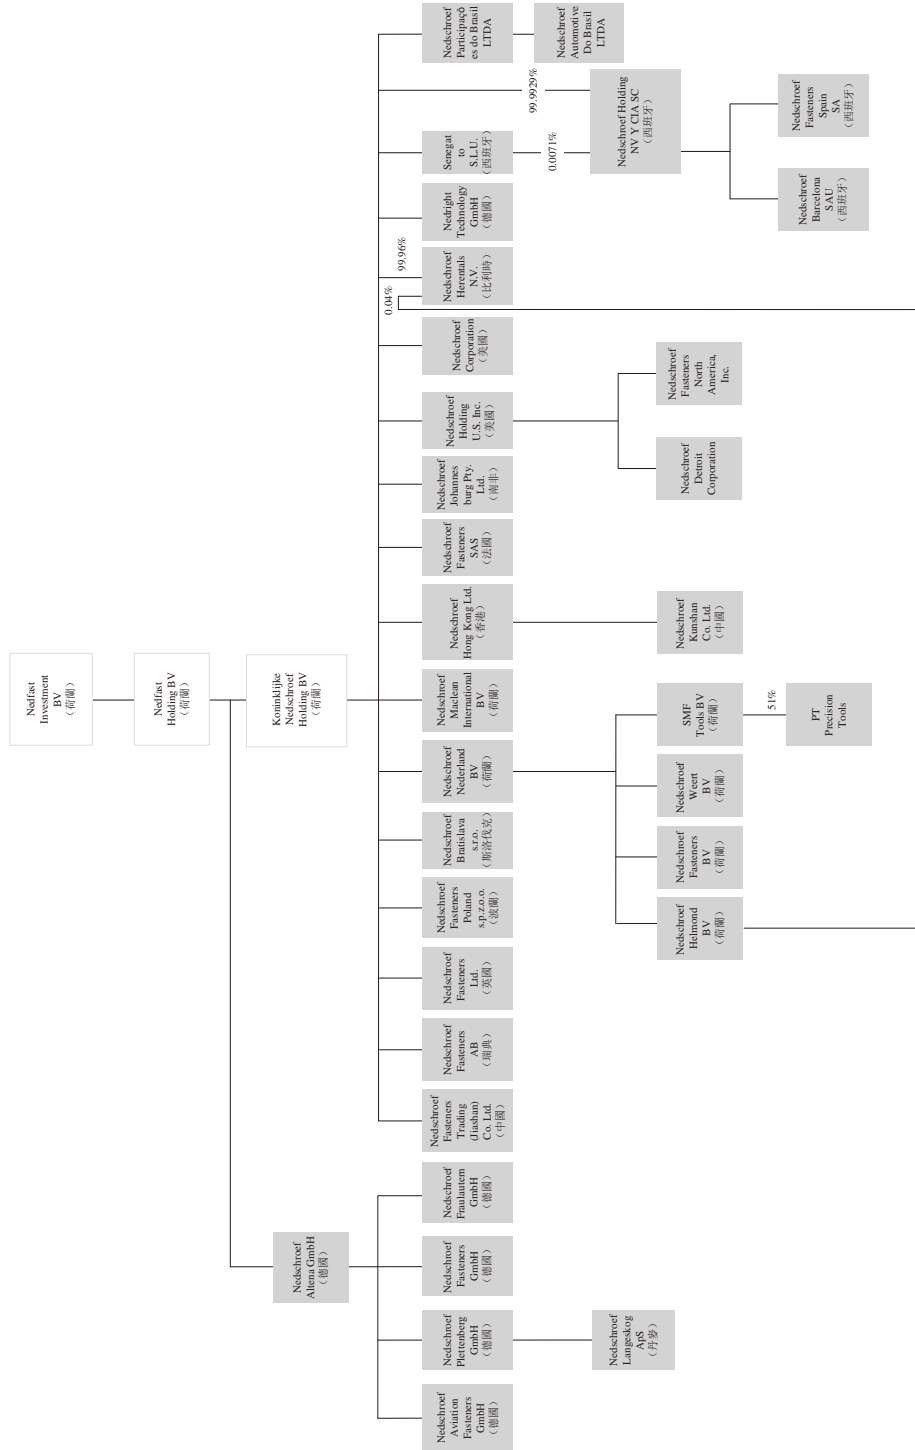 Nedfast
Investment
BV
（荷蘭）
Nedfast
Holding BV
（荷蘭）
Koninklijke
Nedschroef
Holding BV
（荷蘭）
Nedschroef
Altena GmbH
（德國）
Nedschroef
Aviation
Fasteners
GmbH
（德國）
Nedschroef
Plettenberg
GmbH
（德國）
Nedschroef
Fasteners
GmbH
（德國）
Nedschroef
Fraulautern
GmbH
（德國）
Nedschroef
Fasteners
Trading
(Jiashan)
Co. Ltd.
（中國）
Nedschroef
Fasteners
AB
（瑞典）
Nedschroef
Fasteners
Ltd.
（英國）
Nedschroef
Fasteners
Poland
s.p.z.o.o.
（波蘭）
Nedschroef
Bratislava
s.r.o.
（斯洛伐克）
Nedschroef
Nederland
BV
（荷蘭）
Nedschroef
Maclean
International
BV
（荷蘭）
Nedschroef
Hong Kong Ltd.
（香港）
Nedschroef
Fasteners
SAS
（法國）
Nedschroef
Johannes
burg Pty.
Ltd.
（南非）
Nedschroef
Holding
U.S. Inc.
（美國）
Nedschroef
Corporation
（美國）
0.04%
99.96%
Nedschroef
Herentals
N.V.
（比利時）
Nedright
Technology
GmbH
（德國）
Senegat
to
S.L.U.
（西班牙）
Nedschroef
Participaçõ
es do Brasil
LTDA
Nedschroef
Automotive
Do Brasil
LTDA
0.0071%
99.9929%
Nedschroef Holding
NV Y CIA SC
（西班牙）
Nedschroef
Langeskog
ApS
（丹麥）
Nedschroef
Helmond
BV
（荷蘭）
Nedschroef
Fasteners
BV
（荷蘭）
Nedschroef
Weert
BV
（荷蘭）
SMF
Tools BV
（荷蘭）
51%
PT
Precision
Tools
Nedschroef
Kunshan
Co. Ltd.
（中國）
Nedschroef
Detroit
Corporation
Nedschroef
Fasteners
North
America,
Inc.
Nedschroef
Barcelona
SAU
（西班牙）
Nedschroef
Fasteners
Spain
SA
（西班牙）